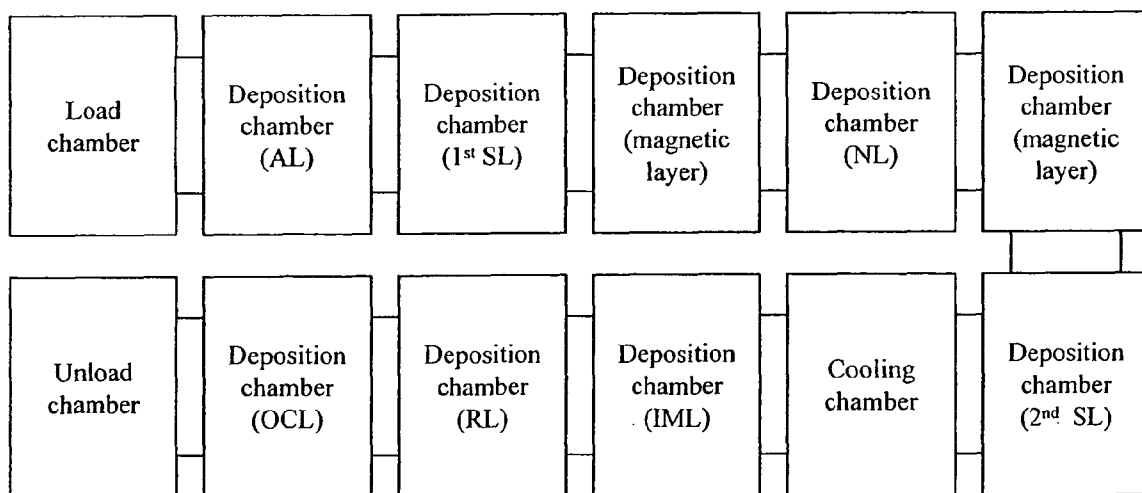 Load
chamber
Deposition
chamber
(AL)
Deposition
chamber
(1st SL)
Deposition
chamber
(magnetic
layer)
Deposition
chamber
(NL)
Deposition
chamber
(magnetic
layer)
Unload
chamber
Deposition
chamber
(OCL)
Deposition
chamber
(RL)
Deposition
chamber
(IML)
Cooling
chamber
Deposition
chamber
(2nd SL)